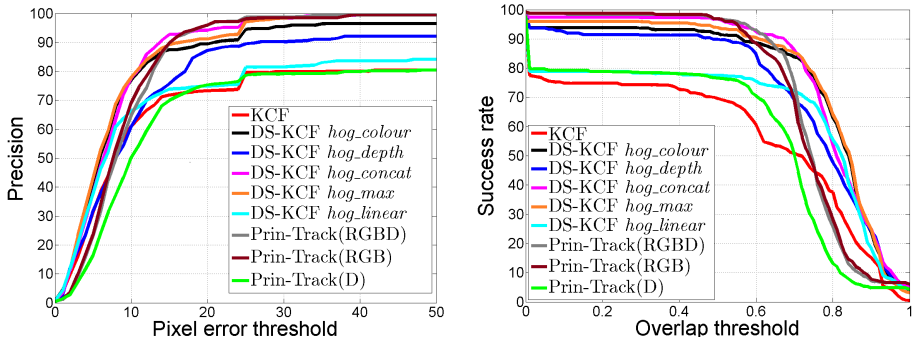 100
90
80
70
60
50
40
30
20
10
0
Precision
KCF
DS-KCF hog_colour
DS-KCF hog_depth
DS-KCF hog_concat
DS-KCF hog_max
DS-KCF hog_linear
Prin-Track(RGBD)
Prin-Track(RGB)
Prin-Track(D)
0 10 20 30 40 50
Pixel error threshold
100
90
80
70
60
50
40
30
20
10
0
Success rate
KCF
DS-KCF hog_colour
DS-KCF hog_depth
DS-KCF hog_concat
DS-KCF hog_max
DS-KCF hog_linear
Prin-Track(RGBD)
Prin-Track(RGB)
Prin-Track(D)
0 0.2 0.4 0.6 0.8 1
Overlap threshold